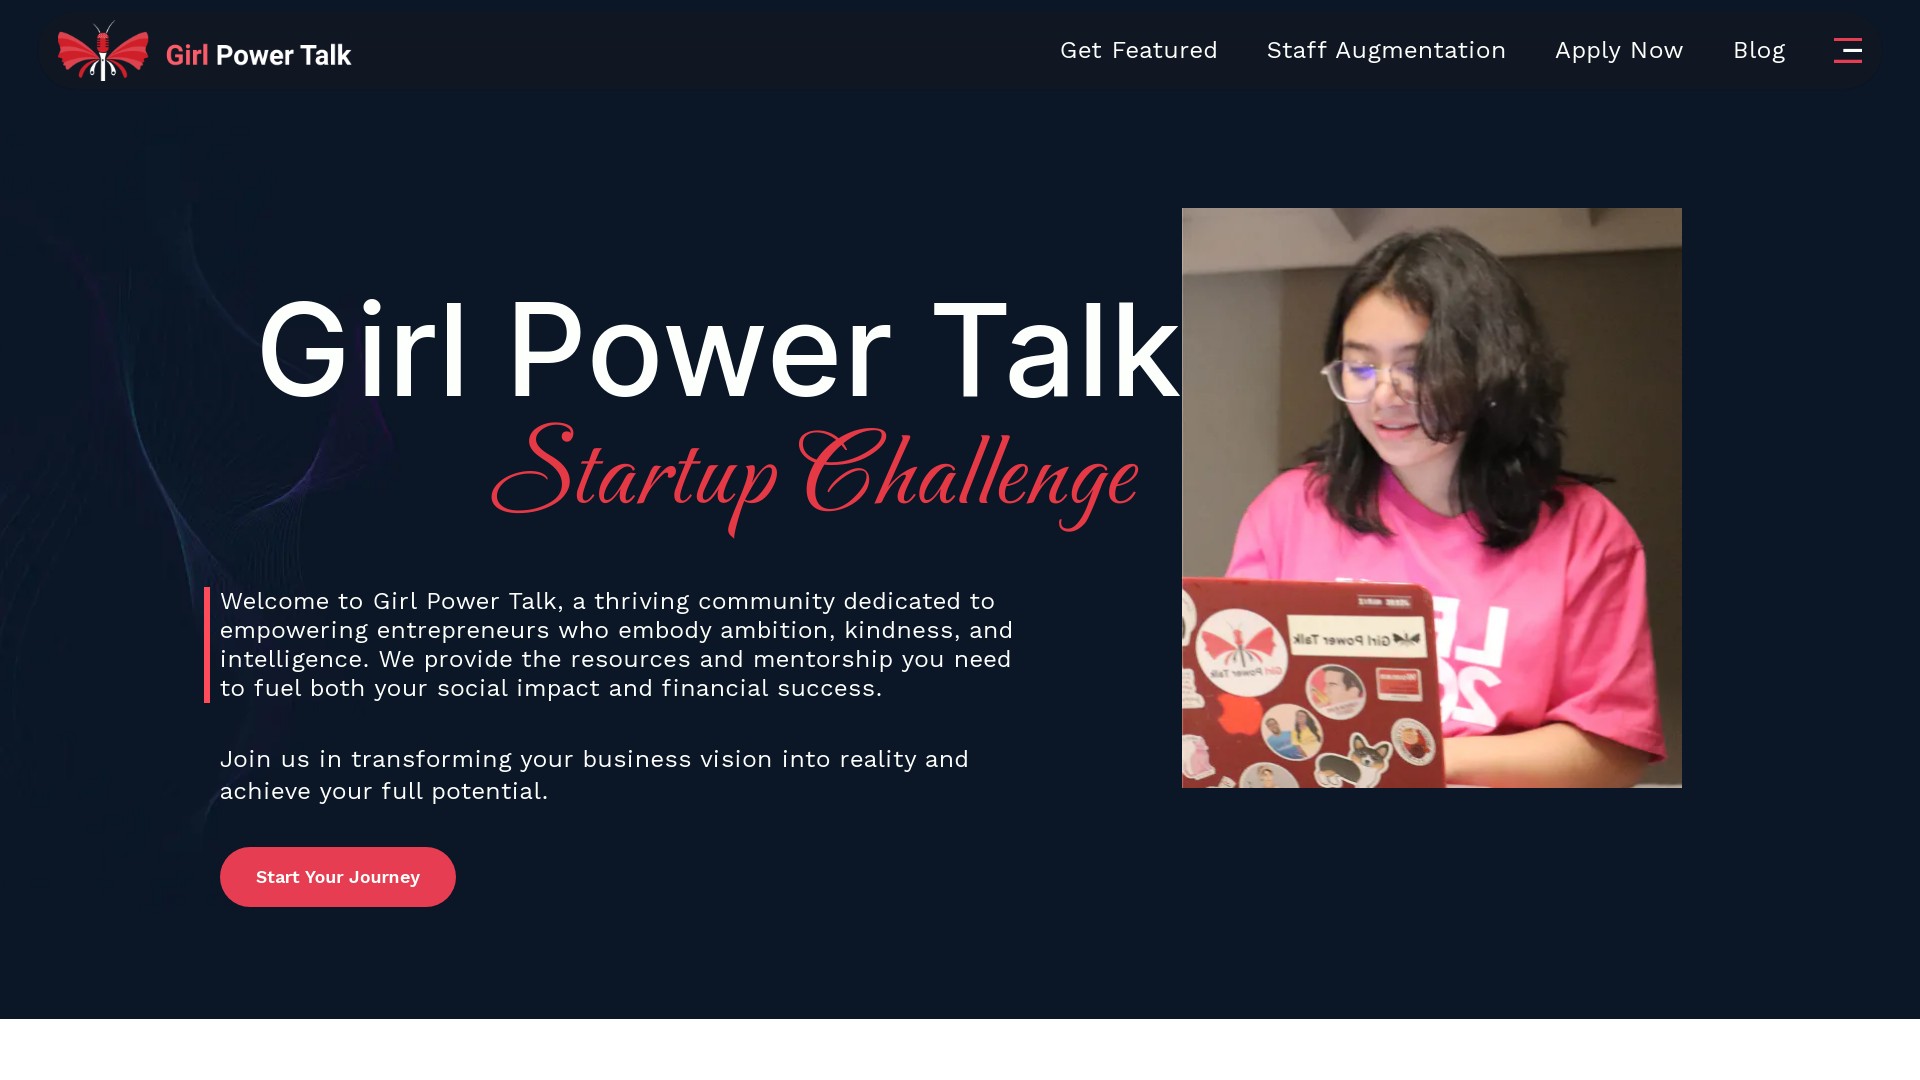 Girl Power Talk
Get Featured
Staff Augmentation
Apply Now
Blog
Girl Power Talk
Startup Challenge
Welcome to Girl Power Talk, a thriving community dedicated to
empowering entrepreneurs who embody ambition, kindness, and
intelligence. We provide the resources and mentorship you need
to fuel both your social impact and financial success.
Join us in transforming your business vision into reality and
achieve your full potential.
Start Your Journey
Girl Power Talk
Girl Power Talk